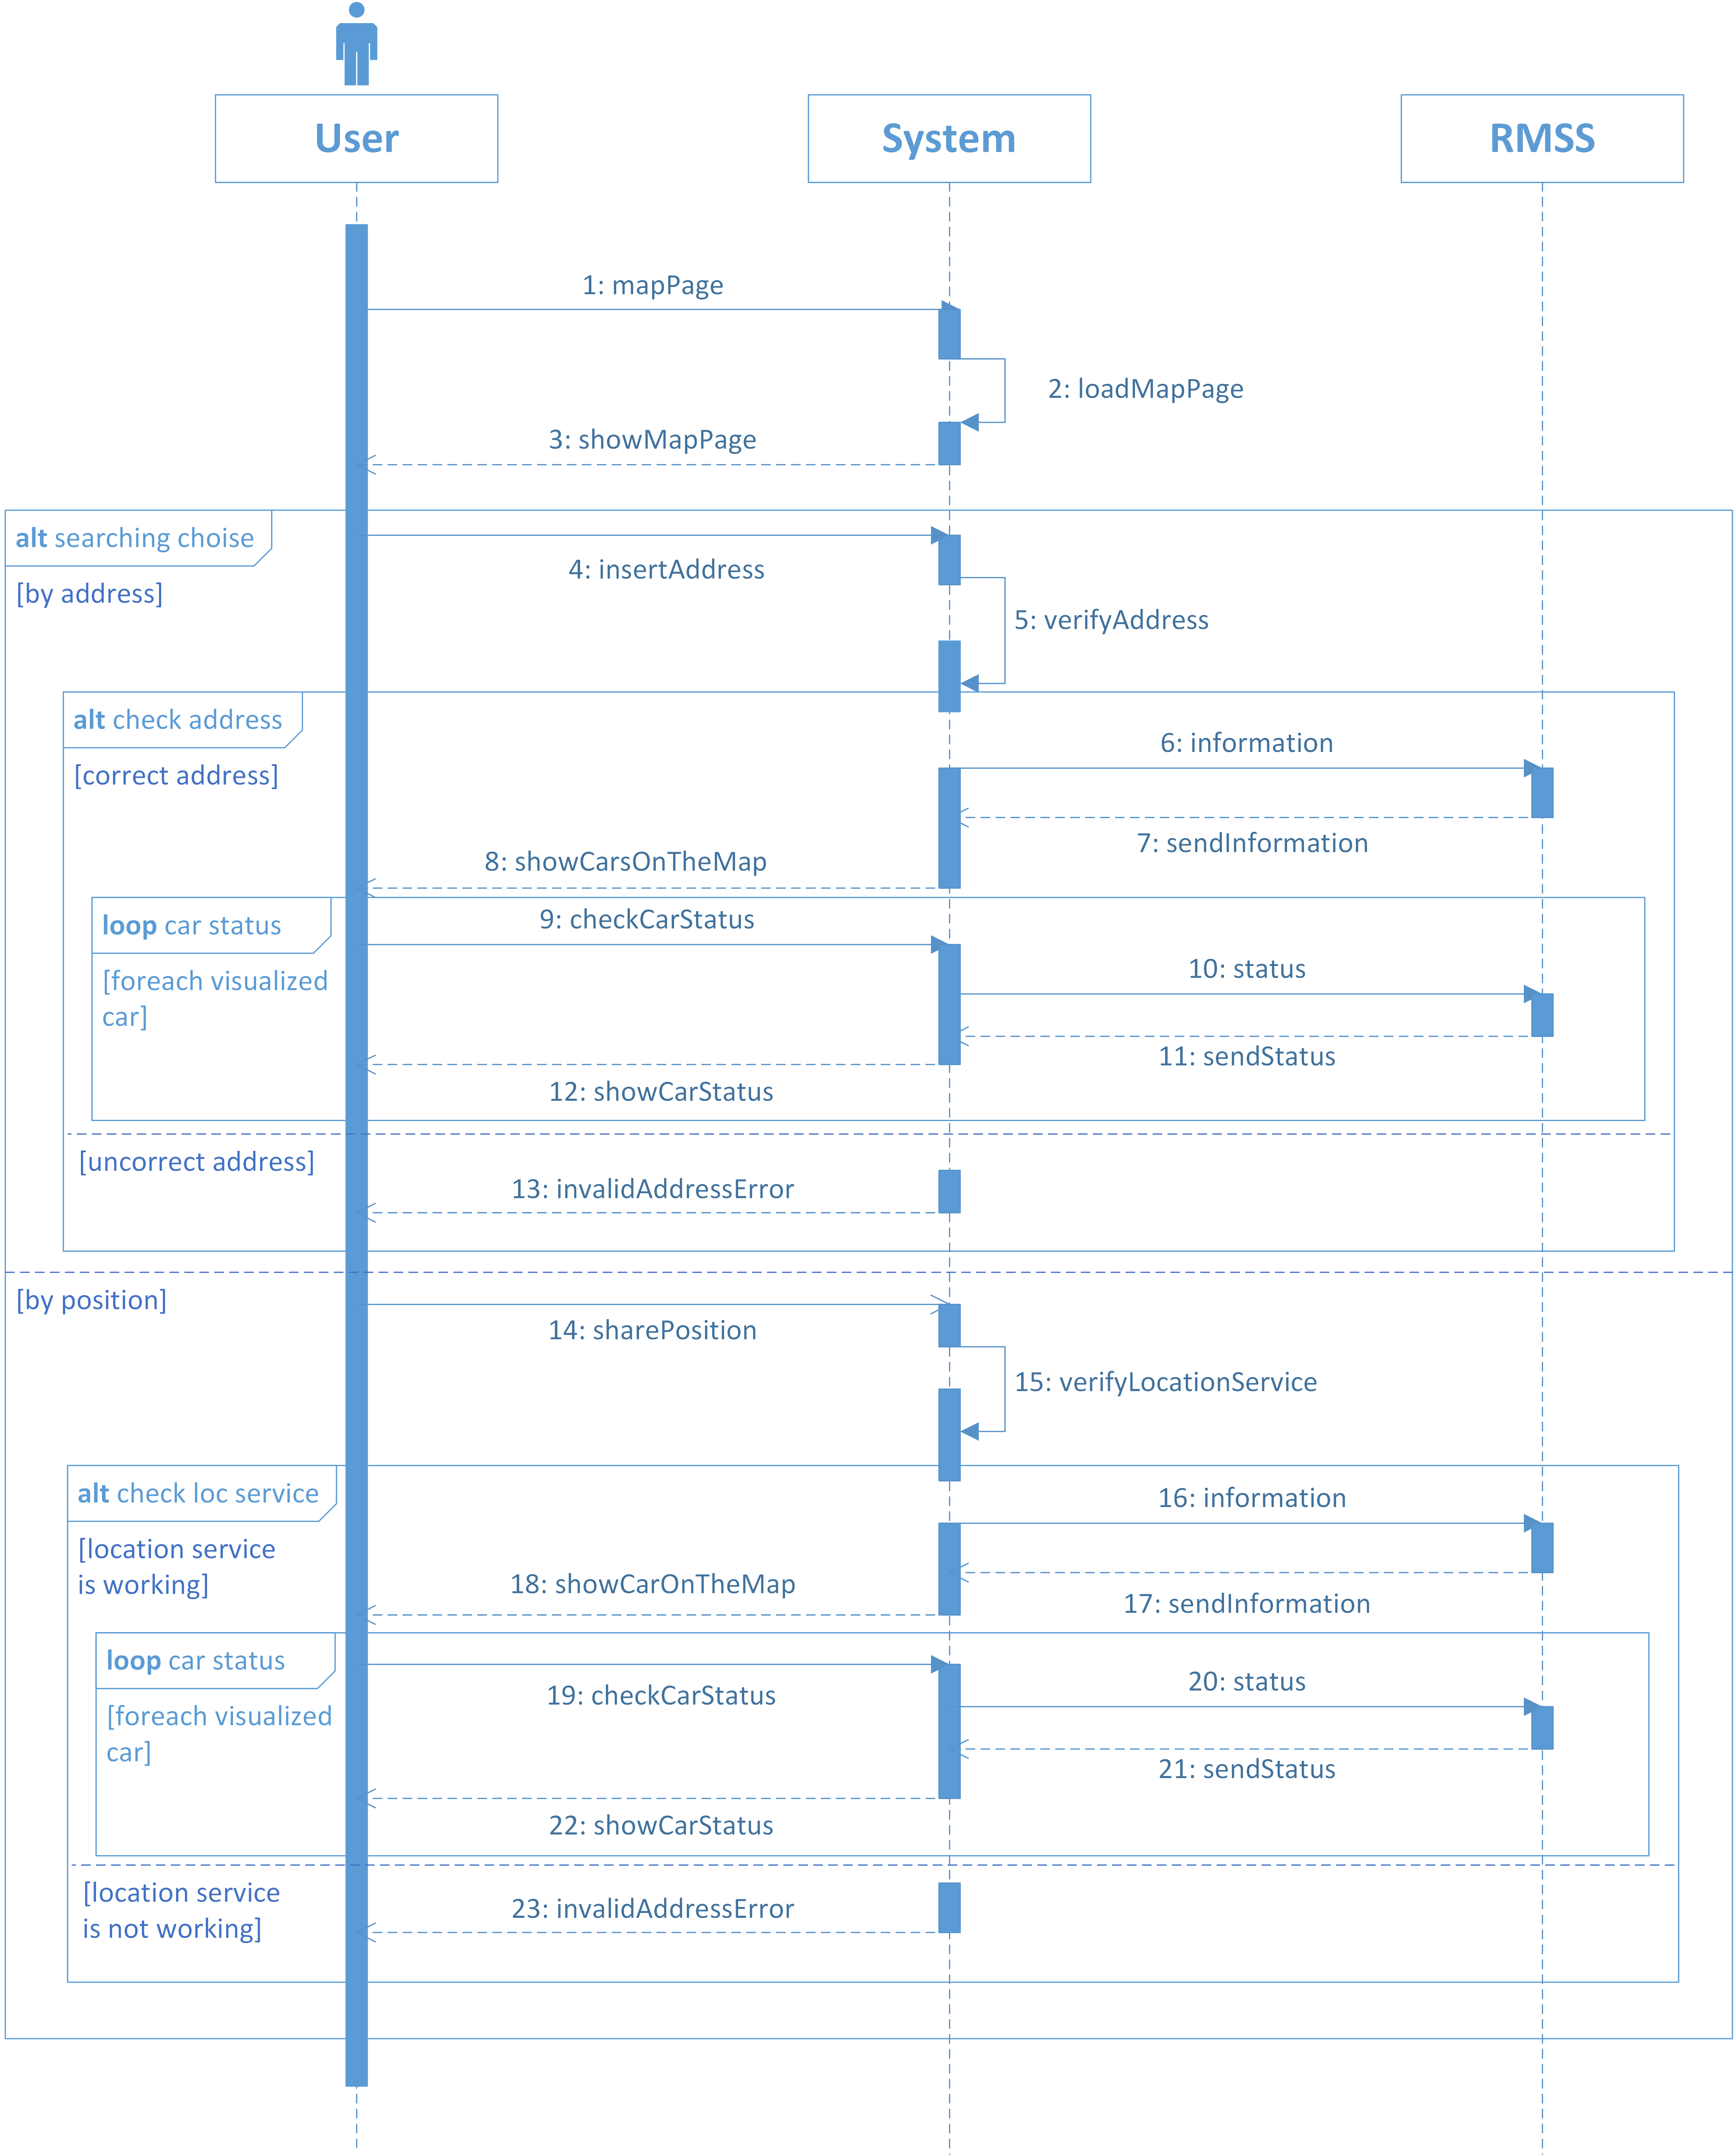 User
System
RMSS
1: mapPage
2: loadMapPage
3: showMapPage
alt searching choise
[by address]
4: insertAddress
5: verifyAddress
alt check address
[correct address]
6: information
7: sendInformation
8: showCarsOnTheMap
loop car status
[foreach visualized
car]
9: checkCarStatus
10: status
11: sendStatus
12: showCarStatus
[uncorrect address]
13: invalidAddressError
[by position]
14: sharePosition
15: verifyLocationService
alt check loc service
[location service
is working]
16: information
17: sendInformation
18: showCarOnTheMap
loop car status
[foreach visualized
car]
19: checkCarStatus
20: status
21: sendStatus
22: showCarStatus
[location service
is not working]
23: invalidAddressError